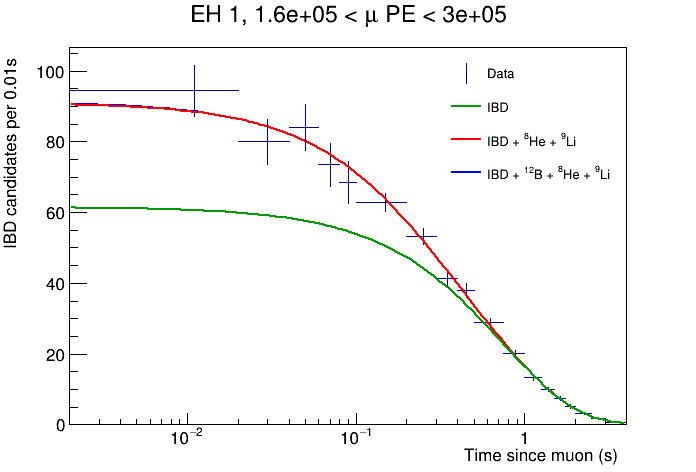 EH 1, 1.6e+05 < μ PE < 3e+05
IBD candidates per 0.01s
100
80
60
40
20
0
Data
IBD
IBD + ⁸He + ⁹Li
IBD + ¹²B + ⁸He + ⁹Li
10⁻² 10⁻¹ 1
Time since muon (s)